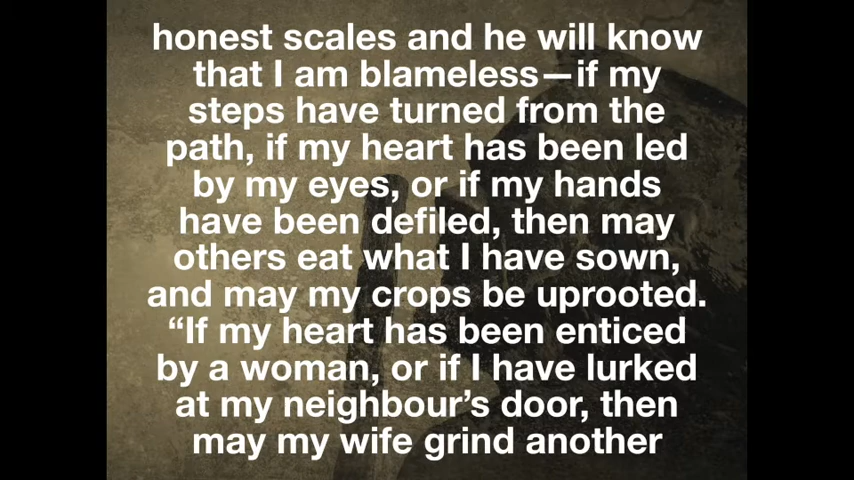 honest scales and he will know
that I am blameless—if my
steps have turned from the
path, if my heart has been led
by my eyes, or if my hands
have been defiled, then may
others eat what I have sown,
and may my crops be uprooted.
“If my heart has been enticed
by a woman, or if I have lurked
at my neighbour’s door, then
may my wife grind another